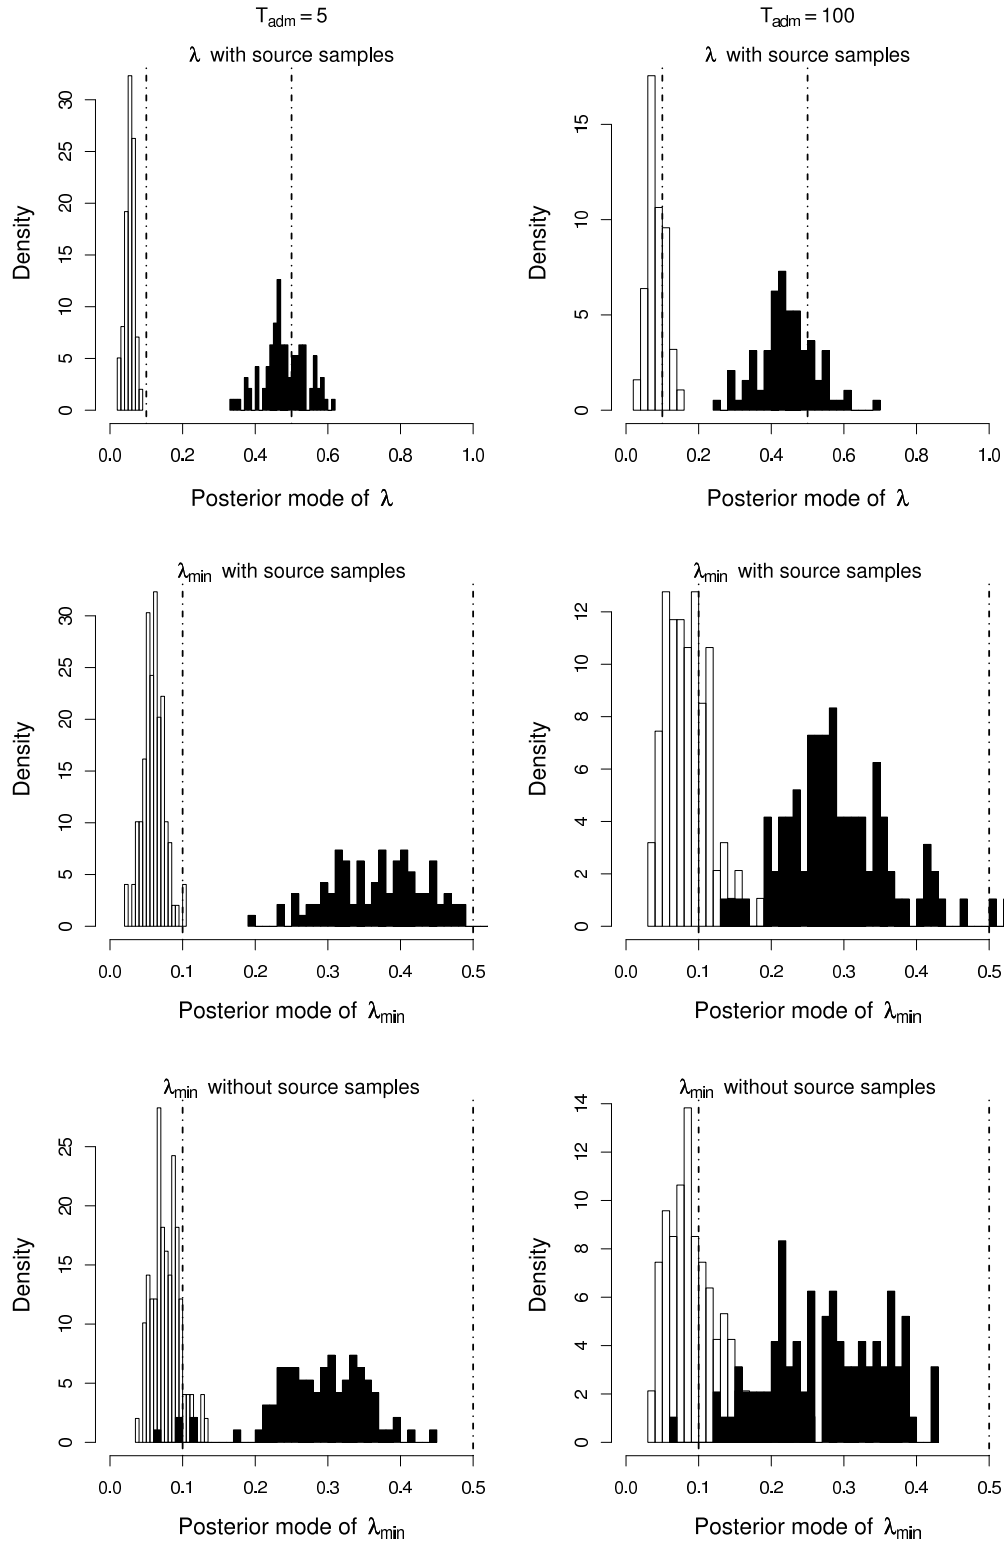 T_adm = 5
T_adm = 100
λ with source samples
Density
0 5 10 15 20 25 30
0.0 0.2 0.4 0.6 0.8 1.0
Posterior mode of λ
λ with source samples
Density
0 5 10 15
0.0 0.2 0.4 0.6 0.8 1.0
Posterior mode of λ
λ_min with source samples
Density
0 5 10 15 20 25 30
0.0 0.1 0.2 0.3 0.4 0.5
Posterior mode of λ_min
λ_min with source samples
Density
0 2 4 6 8 10 12
0.0 0.1 0.2 0.3 0.4 0.5
Posterior mode of λ_min
λ_min without source samples
Density
0 5 10 15 20 25
0.0 0.1 0.2 0.3 0.4 0.5
Posterior mode of λ_min
λ_min without source samples
Density
0 2 4 6 8 10 12 14
0.0 0.1 0.2 0.3 0.4 0.5
Posterior mode of λ_min